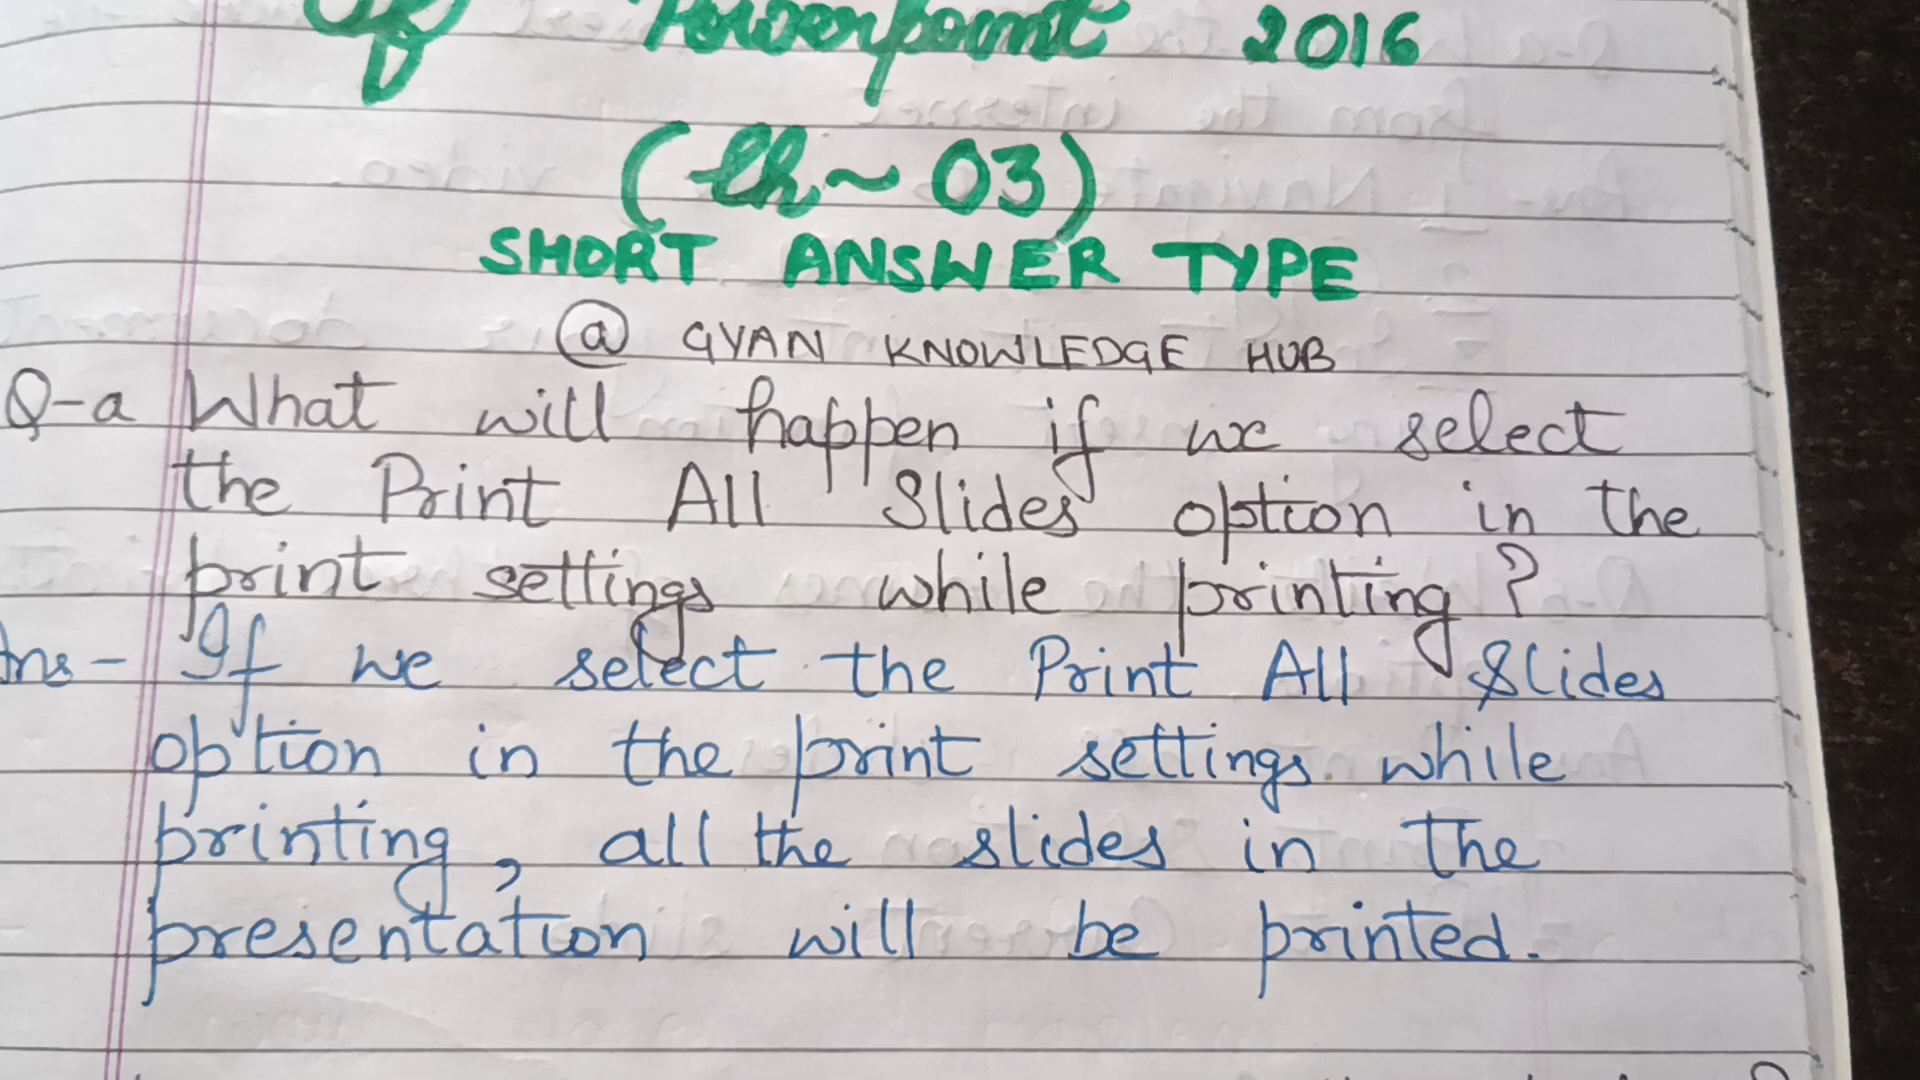 of Powerpoint 2016
(Ch~03)
SHORT ANSWER TYPE
@ GYAN KNOWLEDGE HUB
Q-a What will happen if we select
the Print All Slides option in the
print settings while printing?
Ans - If we select the Print All Slides
option in the print settings while
printing, all the slides in the
presentation will be printed.